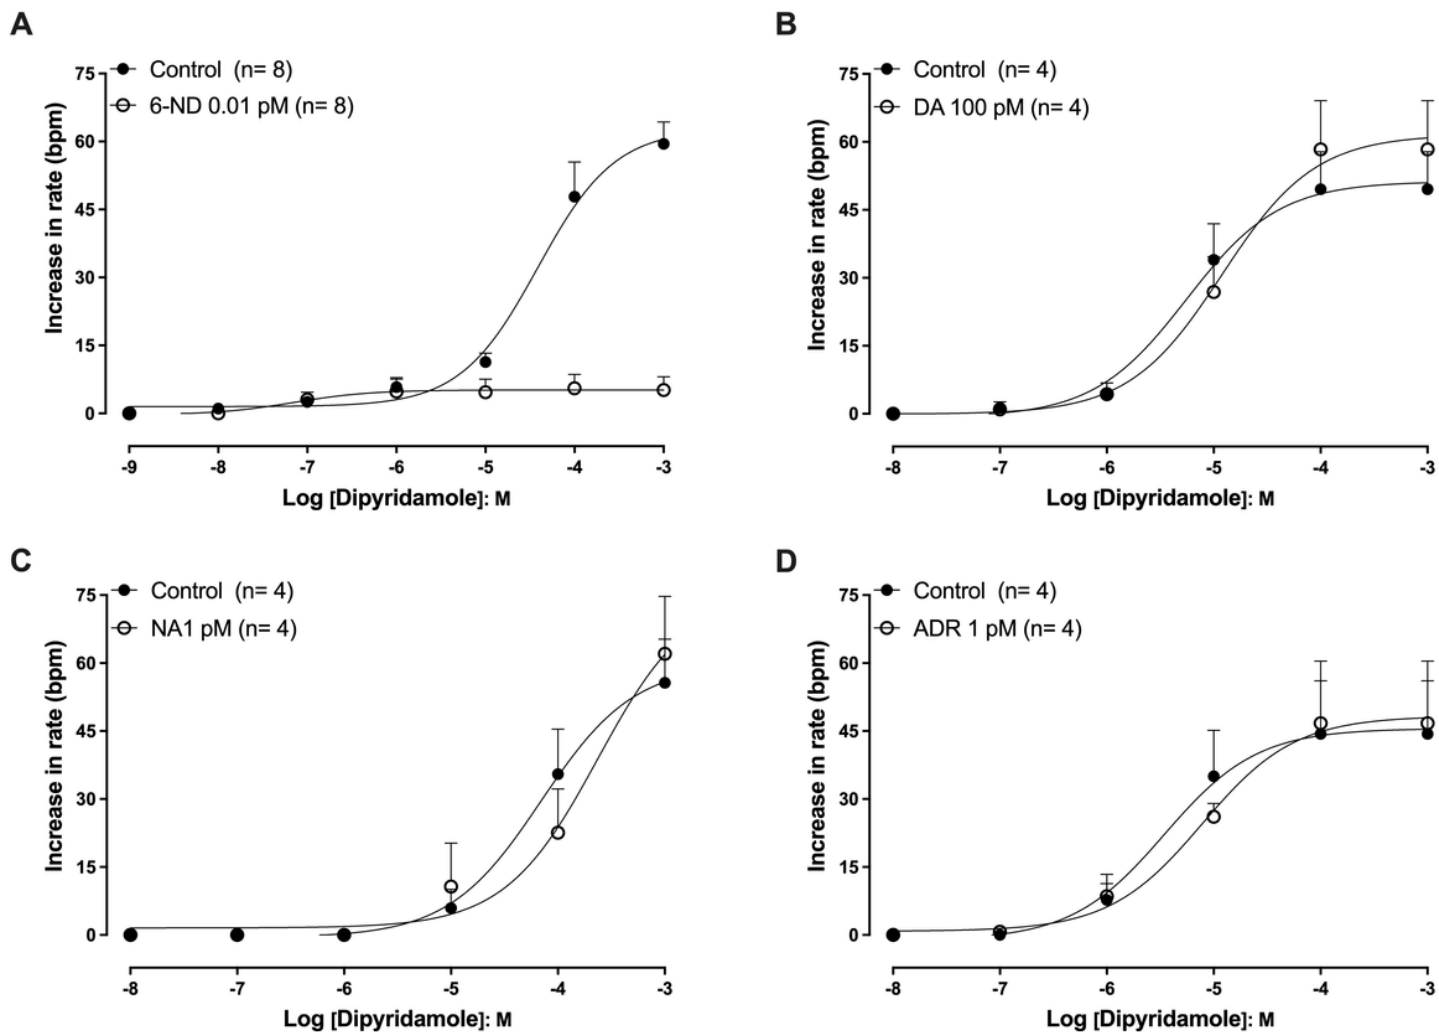 A
Control (n= 8)
6-ND 0.01 pM (n= 8)
75
60
45
30
15
0
Increase in rate (bpm)
-9 -8 -7 -6 -5 -4 -3
Log [Dipyridamole]: M
B
Control (n= 4)
DA 100 pM (n= 4)
75
60
45
30
15
0
Increase in rate (bpm)
-8 -7 -6 -5 -4 -3
Log [Dipyridamole]: M
C
Control (n= 4)
NA1 pM (n= 4)
75
60
45
30
15
0
Increase in rate (bpm)
-8 -7 -6 -5 -4 -3
Log [Dipyridamole]: M
D
Control (n= 4)
ADR 1 pM (n= 4)
75
60
45
30
15
0
Increase in rate (bpm)
-8 -7 -6 -5 -4 -3
Log [Dipyridamole]: M